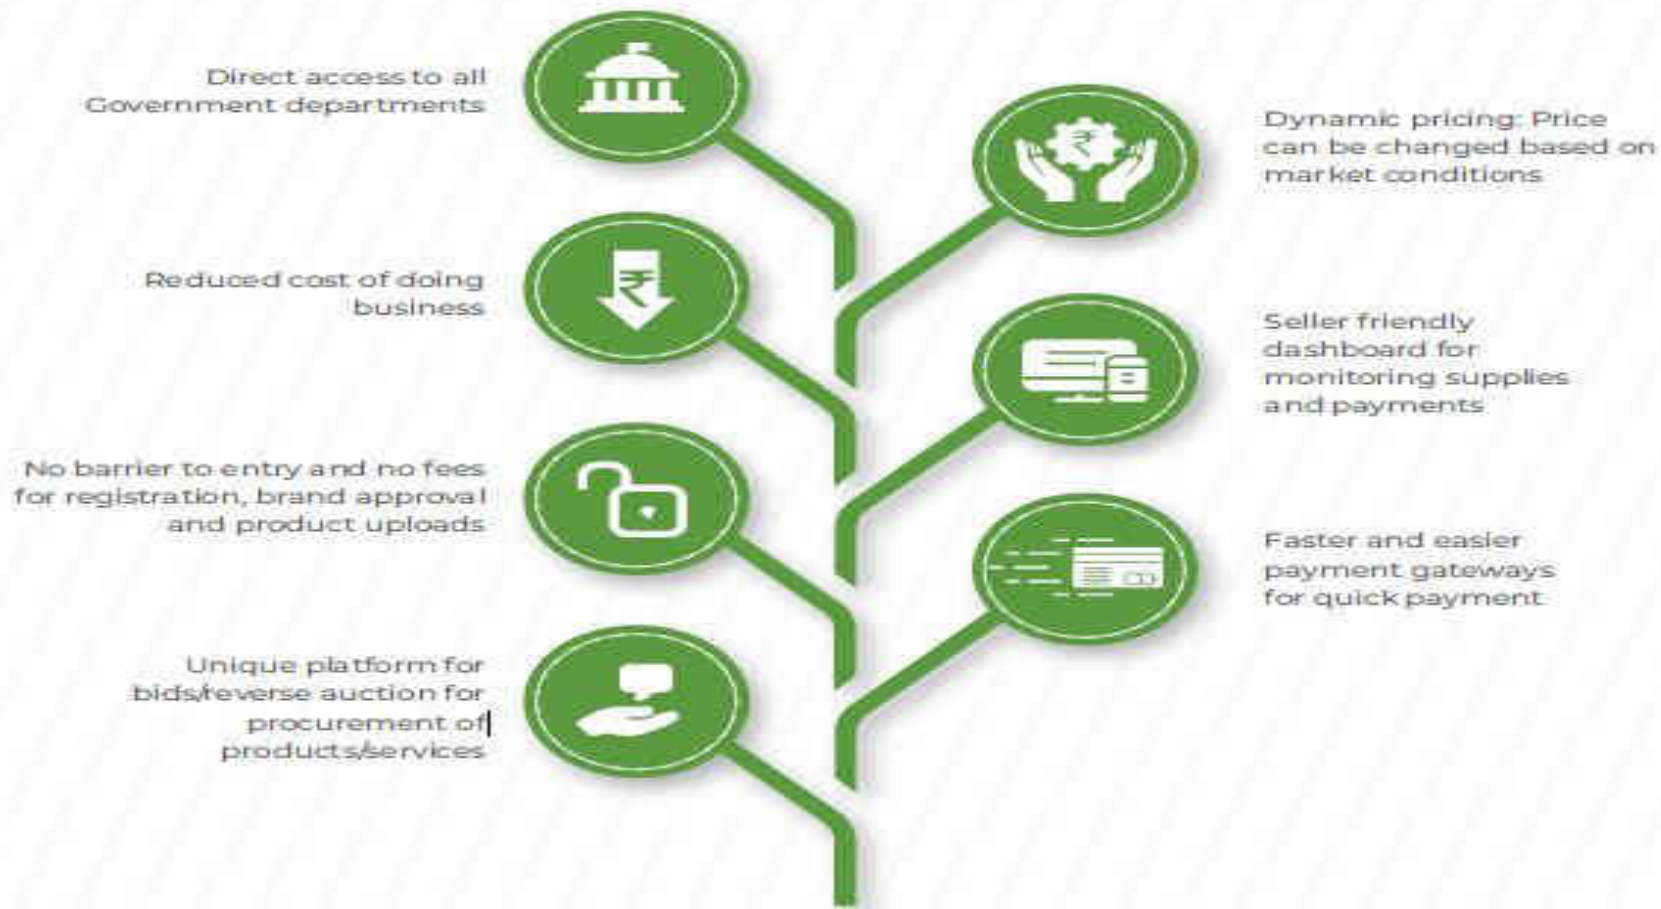 Direct access to all
Government departments
Dynamic pricing: Price
can be changed based on
market conditions
₹
Reduced cost of doing
business
₹
Seller friendly
dashboard for
monitoring supplies
and payments
No barrier to entry and no fees
for registration, brand approval
and product uploads
Faster and easier
payment gateways
for quick payment
Unique platform for
bids/reverse auction for
procurement of
products/services